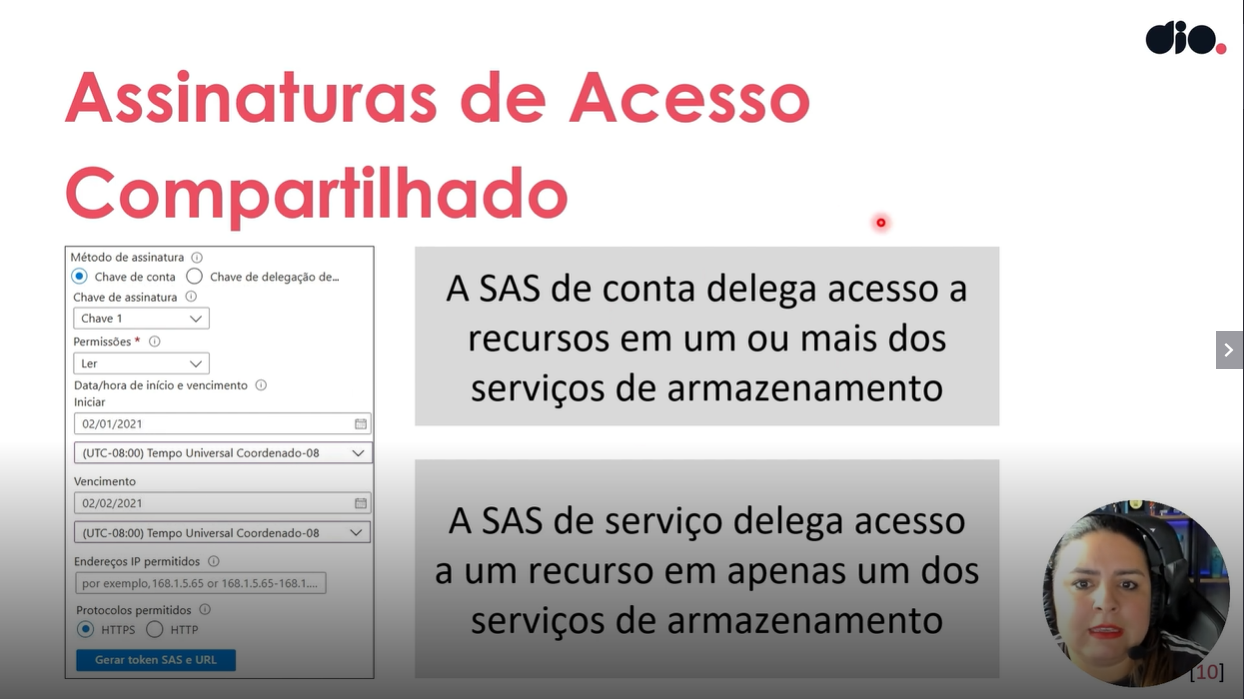 dio.
Assinaturas de Acesso
Compartilhado
Método de assinatura
Chave de conta
Chave de delegação de...
Chave de assinatura
Chave 1
Permissões *
Ler
Data/hora de início e vencimento
Iniciar
02/01/2021
(UTC-08:00) Tempo Universal Coordenado-08
Vencimento
02/02/2021
(UTC-08:00) Tempo Universal Coordenado-08
Endereços IP permitidos
por exemplo,168.1.5.65 or 168.1.5.65-168.1....
Protocolos permitidos
HTTPS
HTTP
Gerar token SAS e URL
A SAS de conta delega acesso a
recursos em um ou mais dos
serviços de armazenamento
A SAS de serviço delega acesso
a um recurso em apenas um dos
serviços de armazenamento
[10]